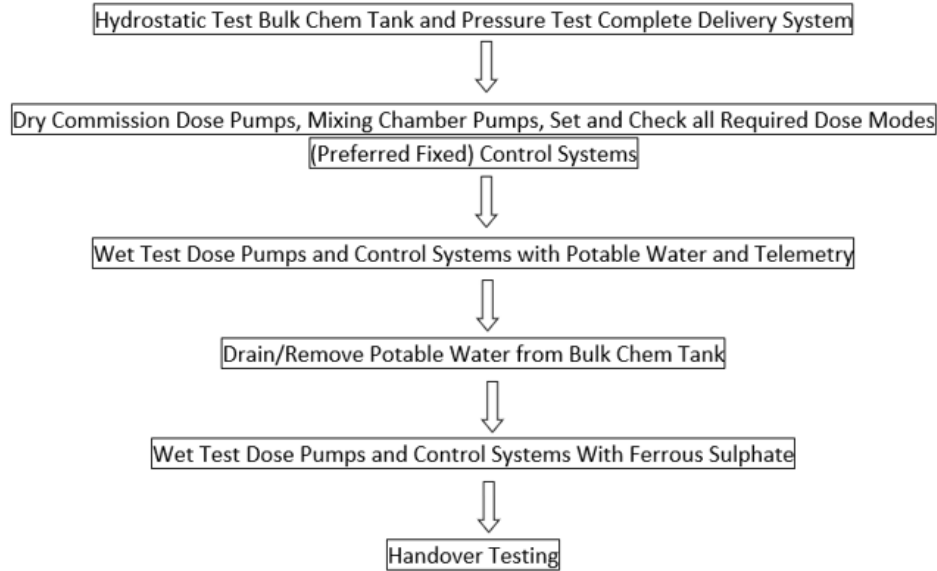 Hydrostatic Test Bulk Chem Tank and Pressure Test Complete Delivery System
Dry Commission Dose Pumps, Mixing Chamber Pumps, Set and Check all Required Dose Modes
(Preferred Fixed) Control Systems
Wet Test Dose Pumps and Control Systems with Potable Water and Telemetry
Drain/Remove Potable Water from Bulk Chem Tank
Wet Test Dose Pumps and Control Systems With Ferrous Sulphate
Handover Testing